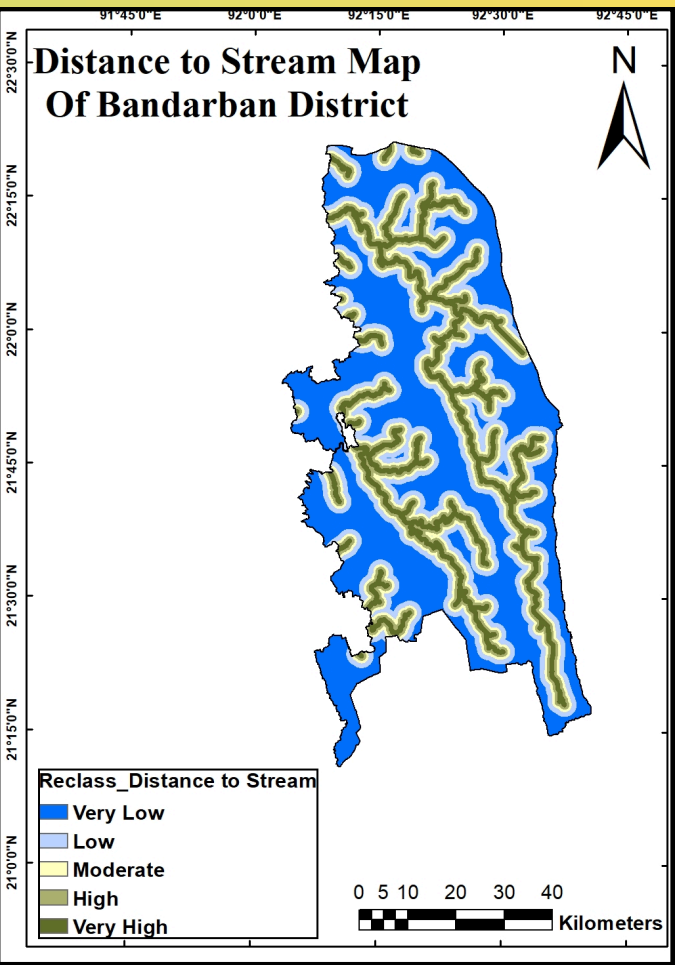 91°45'0"E 92°0'0"E 92°15'0"E 92°30'0"E 92°45'0"E
Distance to Stream Map
Of Bandarban District
N
22°30'0"N
22°15'0"N
22°0'0"N
21°45'0"N
21°30'0"N
21°15'0"N
21°0'0"N
Reclass_Distance to Stream
Very Low
Low
Moderate
High
Very High
0 5 10 20 30 40
Kilometers